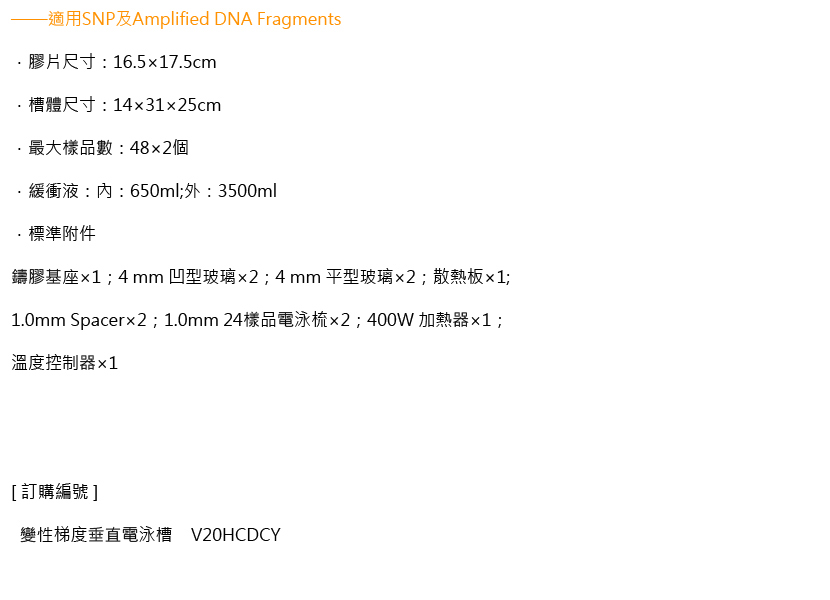 ——適用SNP及Amplified DNA Fragments
．膠片尺寸：16.5×17.5cm
．槽體尺寸：14×31×25cm
．最大樣品數：48×2個
．緩衝液：內：650ml;外：3500ml
．標準附件
鑄膠基座×1；4 mm 凹型玻璃×2；4 mm 平型玻璃×2；散熱板×1;
1.0mm Spacer×2；1.0mm 24樣品電泳梳×2；400W 加熱器×1；
溫度控制器×1
[ 訂購編號 ]
變性梯度垂直電泳槽　V20HCDCY